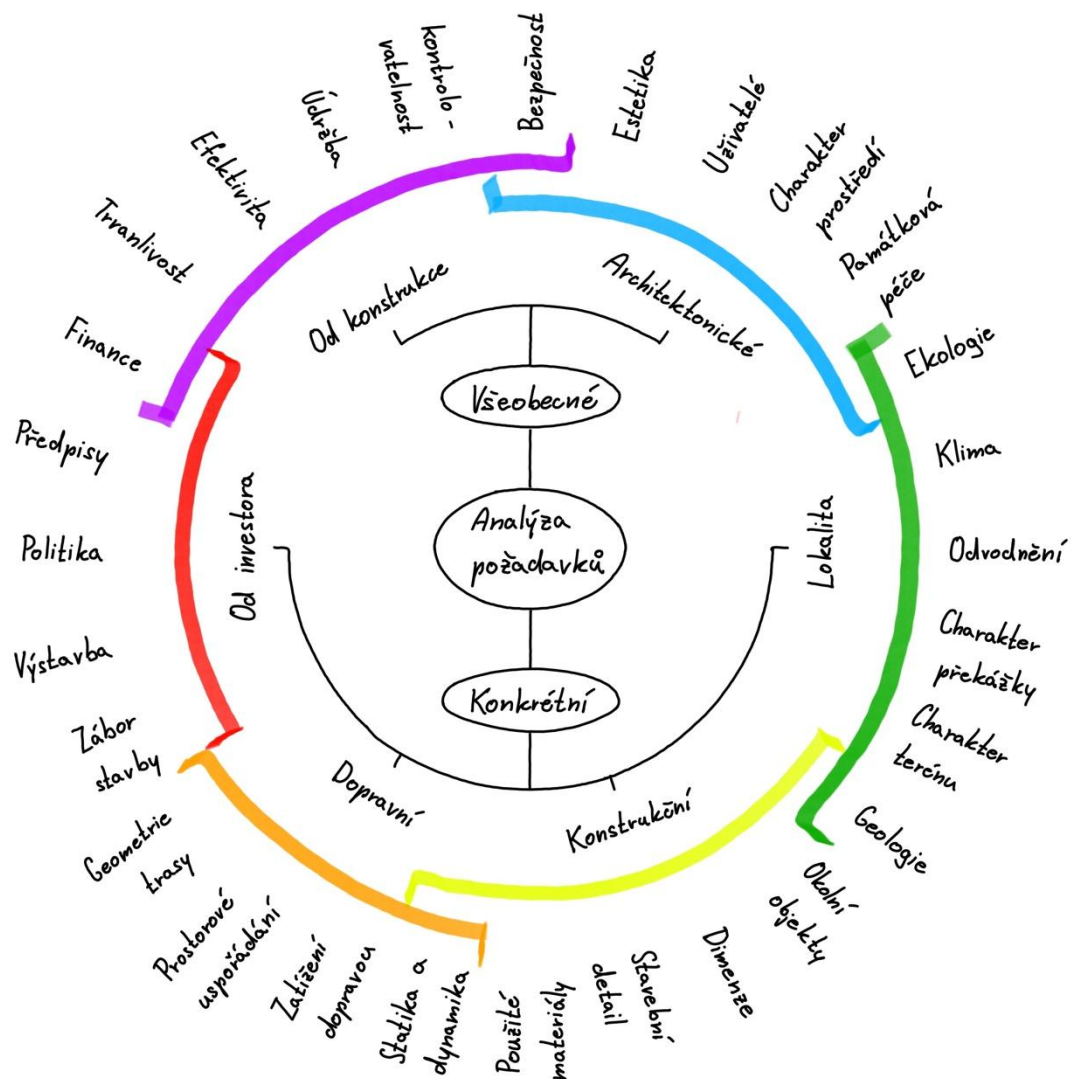 kontrolo-
vatelnost
Bezpečnost
Estetika
Uživatelé
Charakter
prostředí
Památková
péče
Ekologie
Klima
Odvodnění
Charakter
překážky
Charakter
terénu
Geologie
Okolní
objekty
Dimenze
Stavební
detail
Použité
materiály
Statika a
dynamika
Zatížení
dopravou
Prostorové
uspořádání
Geometrie
trasy
Zábor
stavby
Výstavba
Politika
Předpisy
Finance
Trvanlivost
Efektivita
Údržba
Od konstrukce
Architektonické
Všeobecné
Analýza
požadavků
Od investora
Lokalita
Konkrétní
Dopravní
Konstrukční